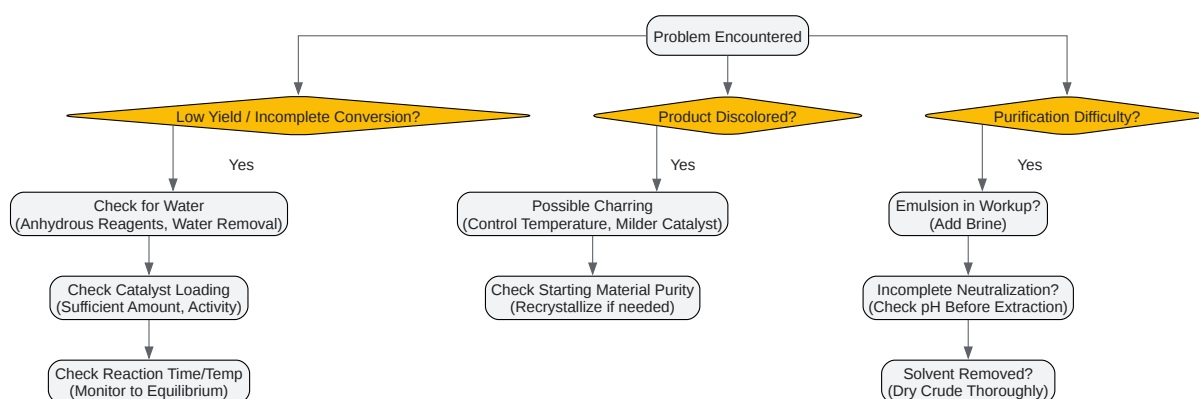 Problem Encountered
Low Yield / Incomplete Conversion?
Product Discolored?
Purification Difficulty?
Yes
Yes
Yes
Check for Water
(Anhydrous Reagents, Water Removal)
Possible Charring
(Control Temperature, Milder Catalyst)
Emulsion in Workup?
(Add Brine)
Check Catalyst Loading
(Sufficient Amount, Activity)
Check Starting Material Purity
(Recrystallize if needed)
Incomplete Neutralization?
(Check pH Before Extraction)
Check Reaction Time/Temp
(Monitor to Equilibrium)
Solvent Removed?
(Dry Crude Thoroughly)